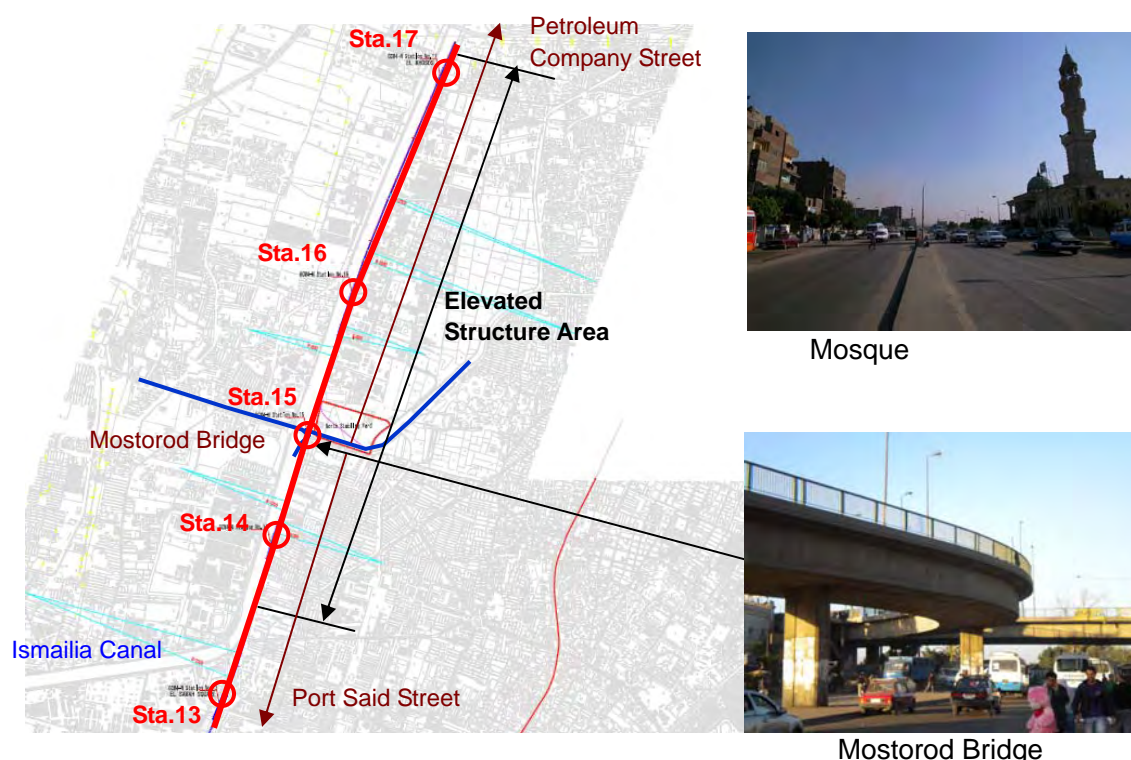 Sta.17
Petroleum
Company Street
Sta.16
Elevated
Structure Area
Mosque
Sta.15
Mostorod Bridge
Sta.14
Ismailia Canal
Port Said Street
Sta.13
Mostorod Bridge